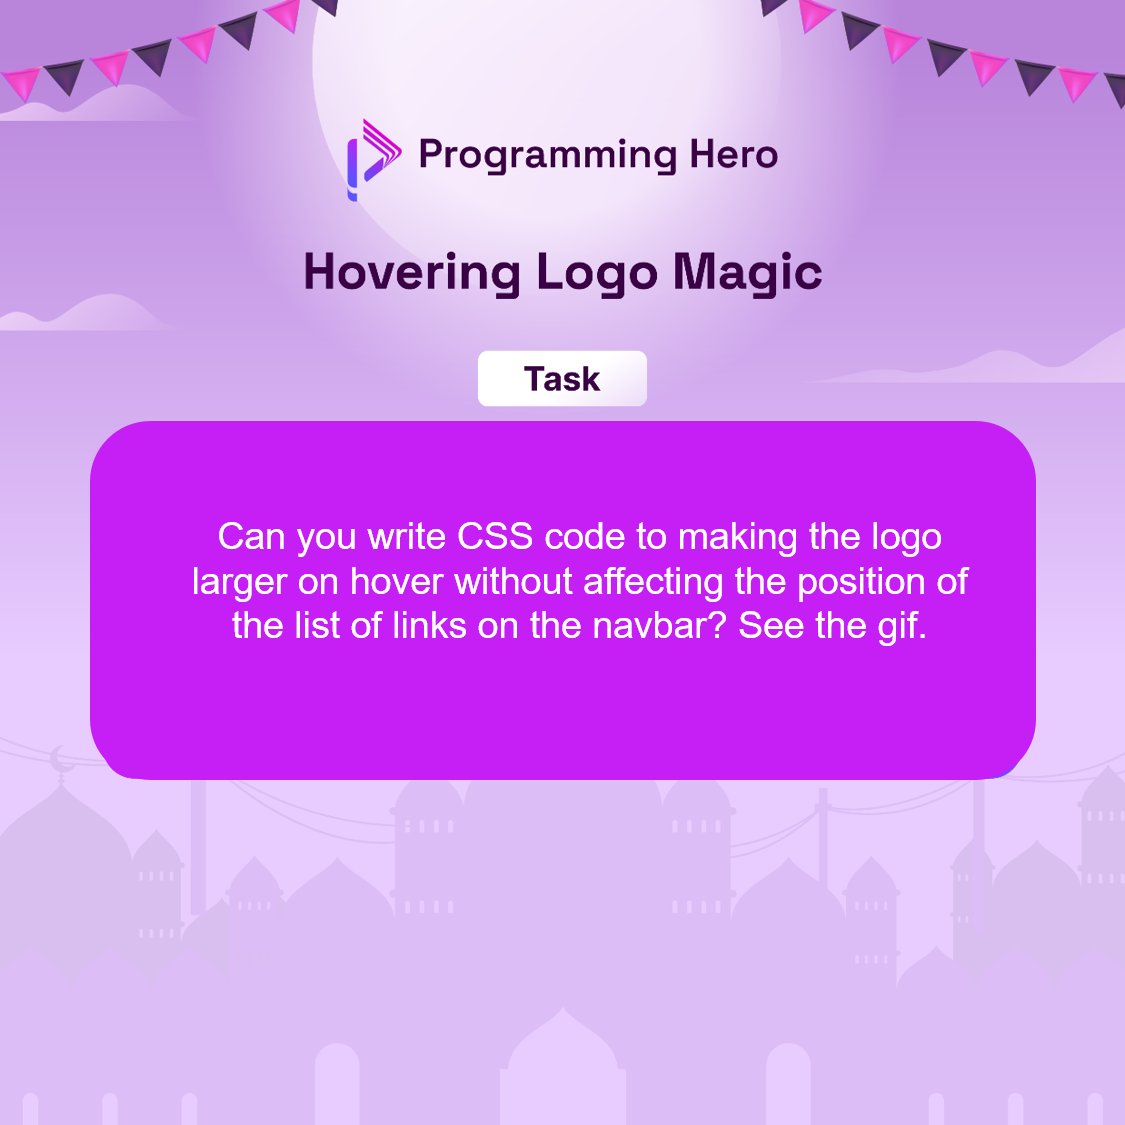 Programming Hero
Hovering Logo Magic
Task
Can you write CSS code to making the logo
larger on hover without affecting the position of
the list of links on the navbar? See the gif.